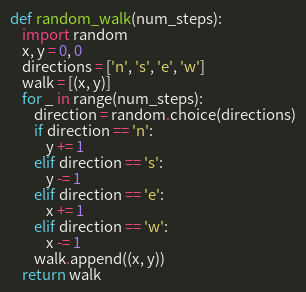 def random_walk(num_steps):
    import random
    x, y = 0, 0
    directions = ['n', 's', 'e', 'w']
    walk = [(x, y)]
    for _ in range(num_steps):
        direction = random.choice(directions)
        if direction == 'n':
            y += 1
        elif direction == 's':
            y -= 1
        elif direction == 'e':
            x += 1
        elif direction == 'w':
            x -= 1
        walk.append((x, y))
    return walk